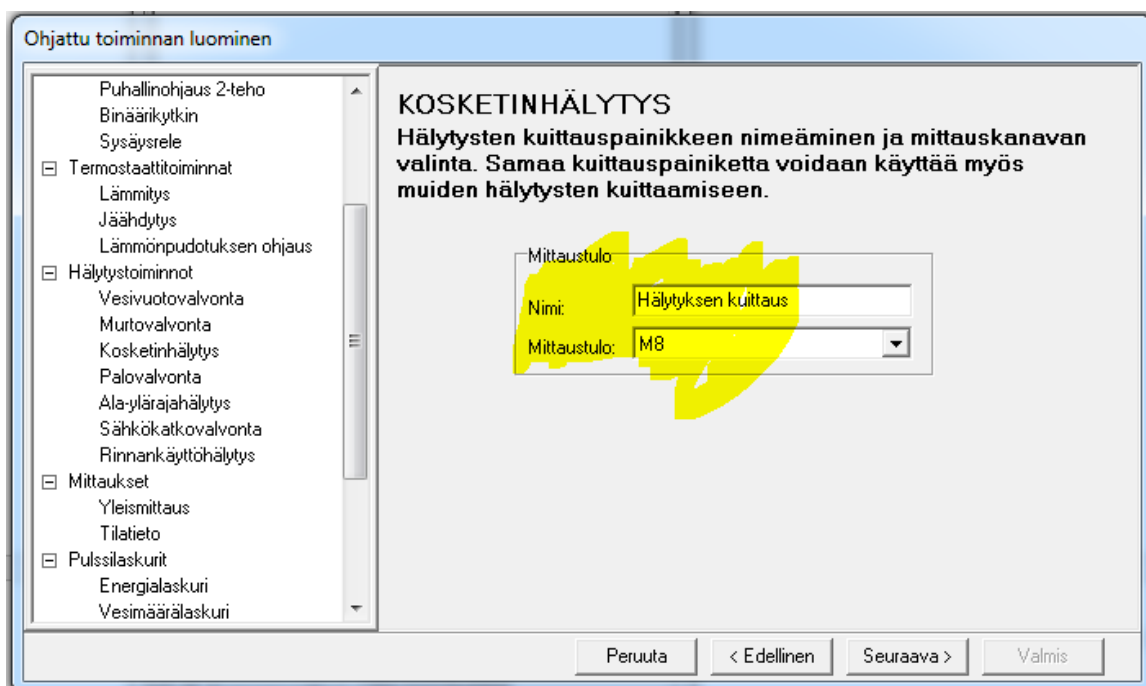 Ohjattu toiminnan luominen
Puhallinohjaus 2-teho
Binäärikytkin
Sysäysrele
Termostaattitoiminnat
Lämmitys
Jäähdytys
Lämmönpudotuksen ohjaus
Hälytystoiminnot
Vesivuotovalvonta
Murtovalvonta
Kosketinhälytys
Palovalvonta
Ala-ylärajahälytys
Sähkökatkovalvonta
Rinnankäyttöhälytys
Mittaukset
Yleismittaus
Tilatieto
Pulssilaskurit
Energialaskuri
Vesimäärälaskuri
KOSKETINHÄLYTYS
Hälytysten kuittauspainikkeen nimeäminen ja mittauskanavan
valinta. Samaa kuittauspainiketta voidaan käyttää myös
muiden hälytysten kuittaamiseen.
Mittaustulo
Nimi: Hälytyksen kuittaus
Mittaustulo: M8
Peruuta < Edellinen Seuraava > Valmis